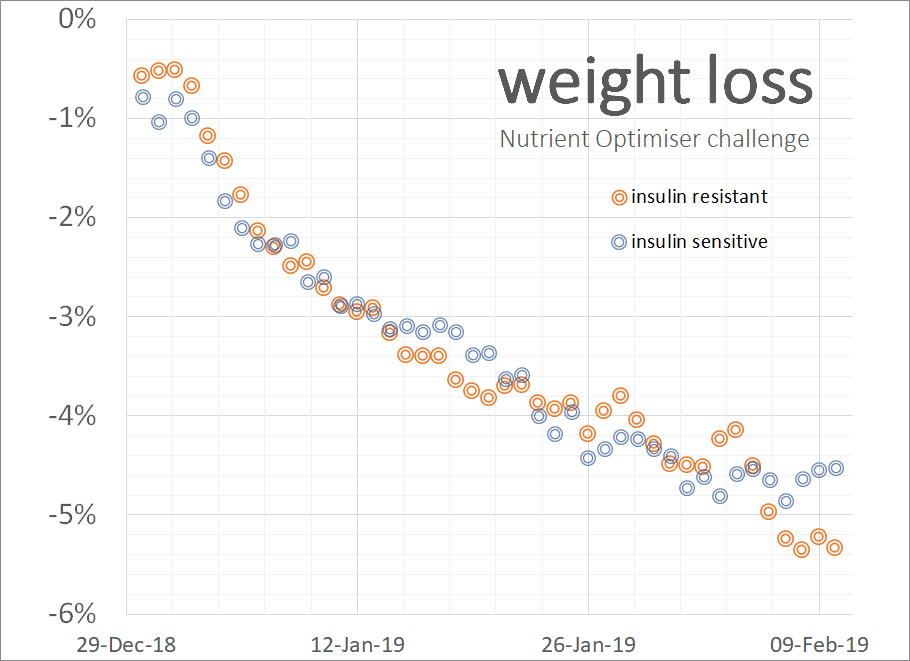 0%
weight loss
-1%
Nutrient Optimiser challenge
insulin resistant
-2%
insulin sensitive
-3%
-4%
-5%
-6%
29-Dec-18 12-Jan-19 26-Jan-19 09-Feb-19